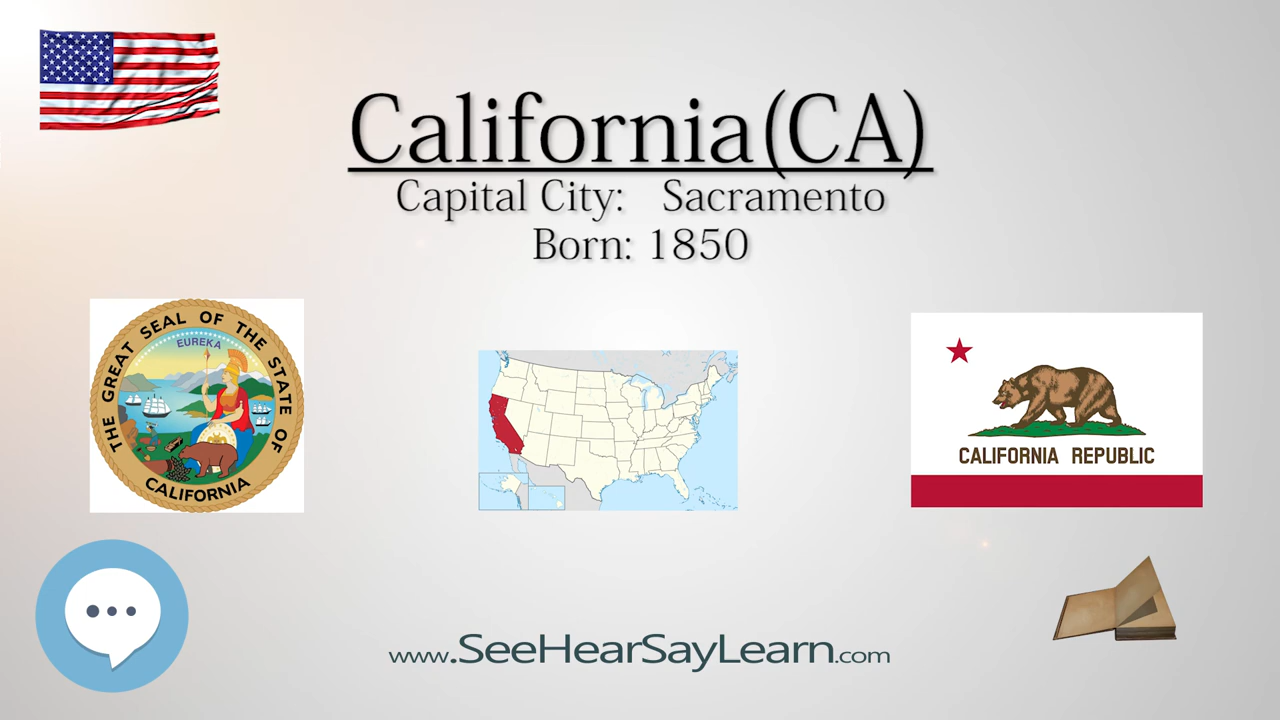 California(CA)
Capital City: Sacramento
Born: 1850
THE GREAT SEAL OF THE STATE OF
EUREKA
CALIFORNIA
CALIFORNIA REPUBLIC
www.SeeHearSayLearn.com